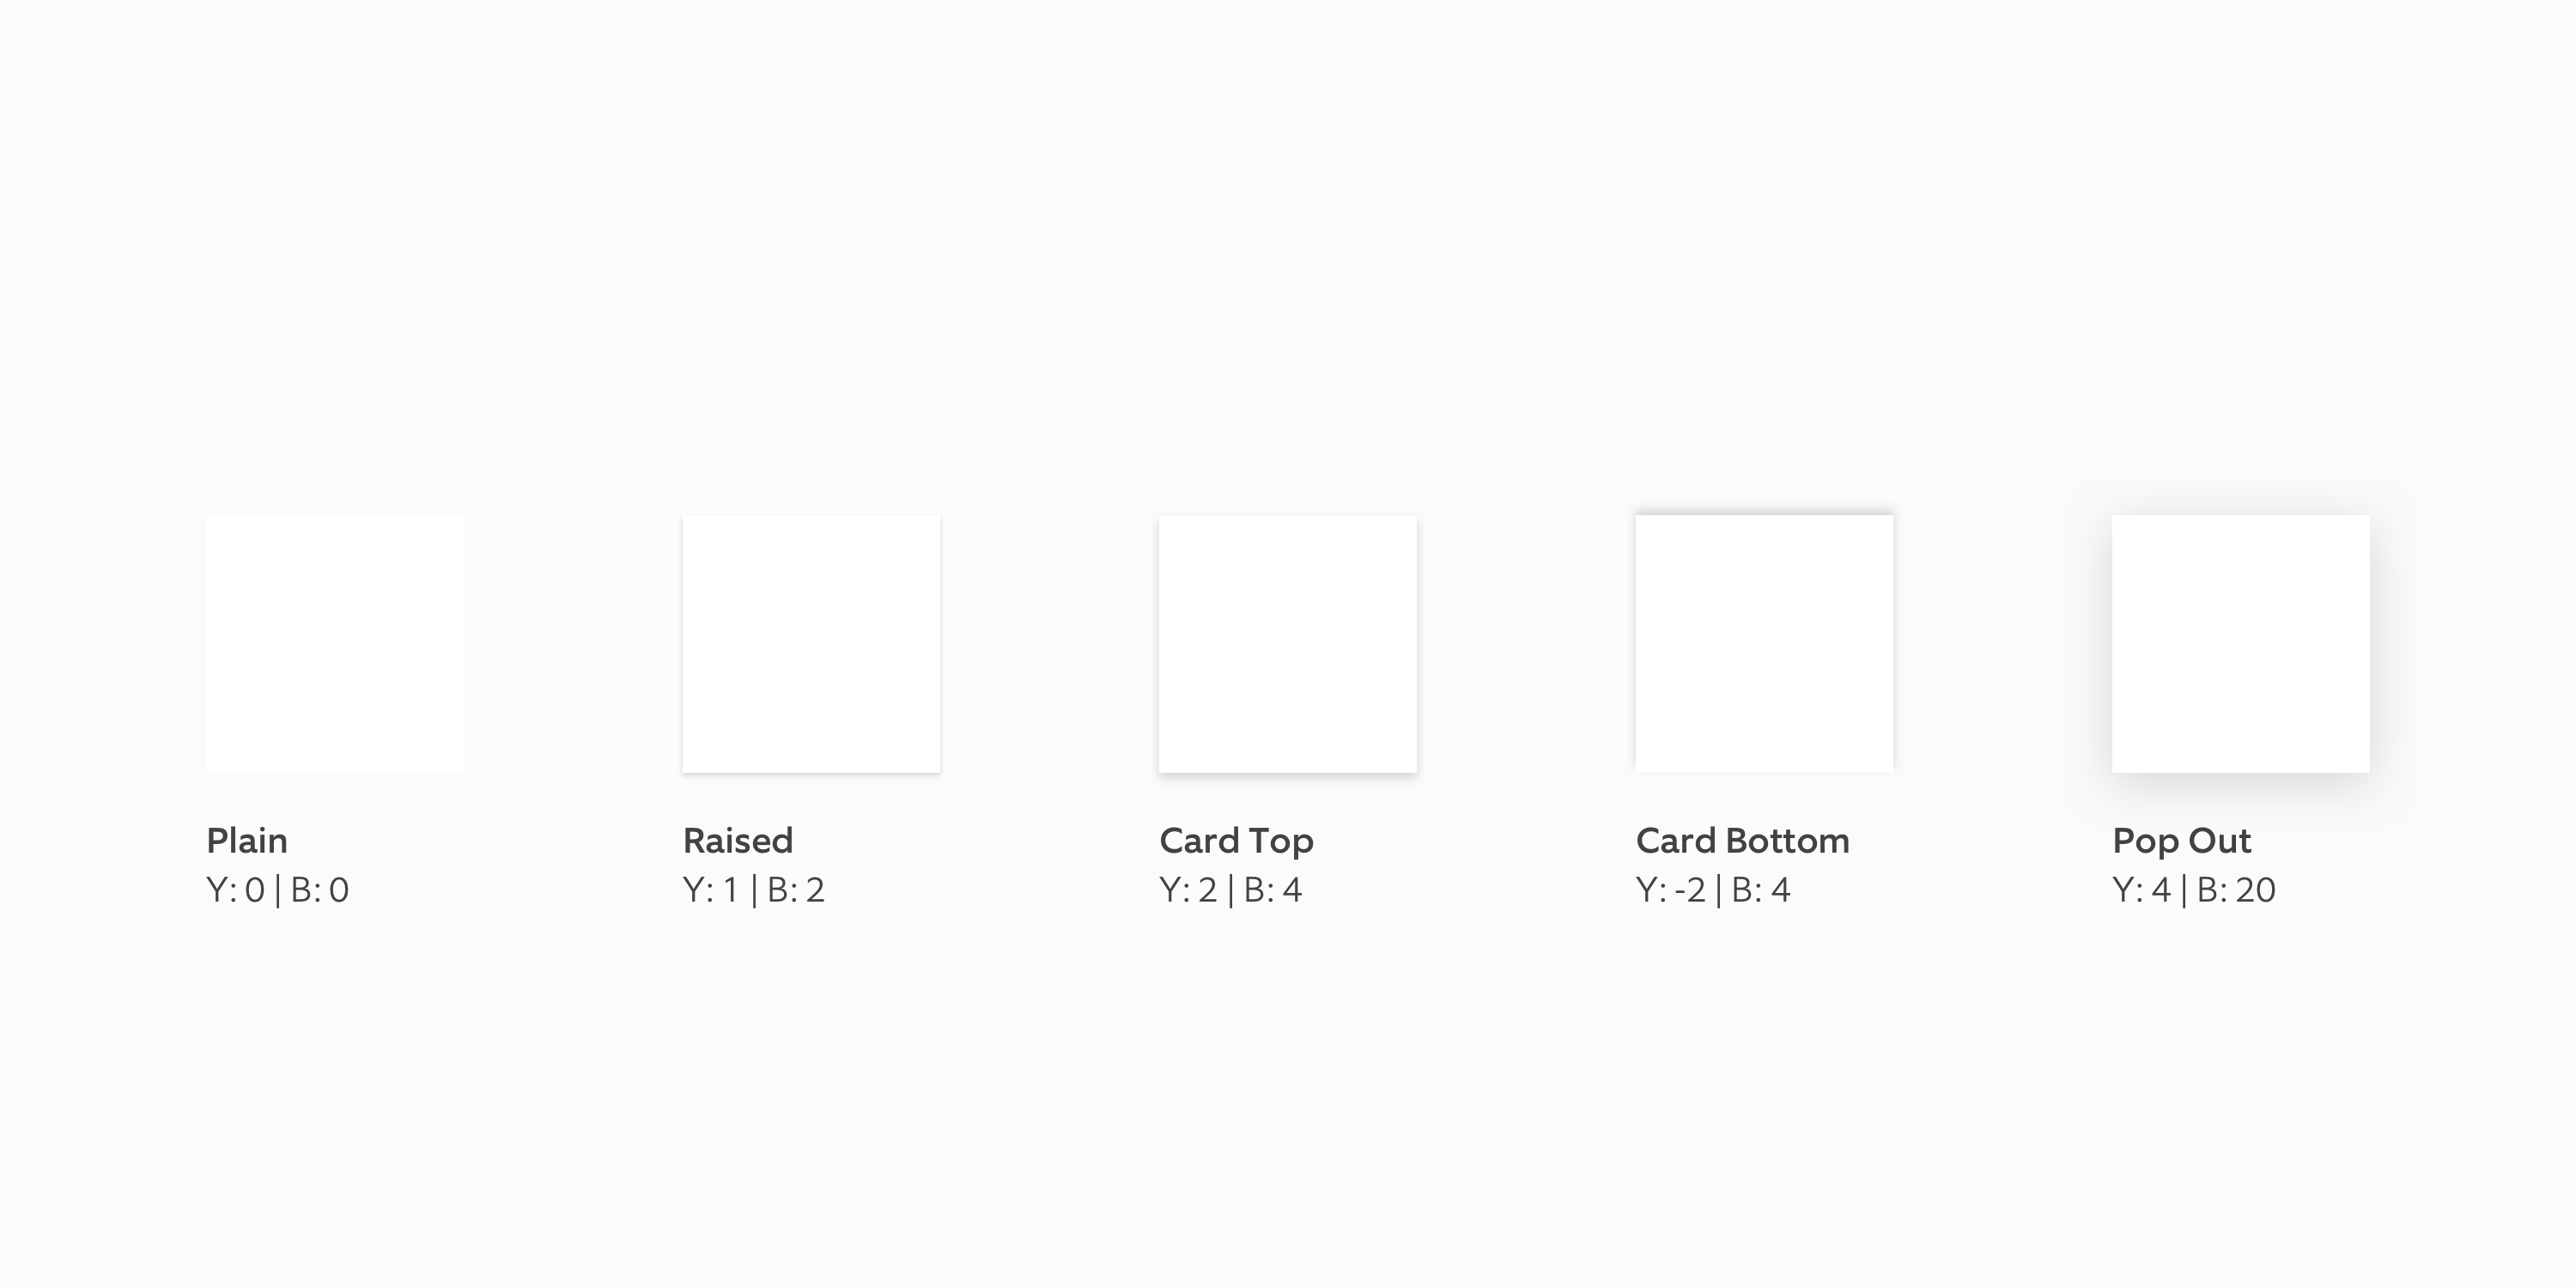 Plain
Y: 0 | B: 0
Raised
Y: 1 | B: 2
Card Top
Y: 2 | B: 4
Card Bottom
Y: -2 | B: 4
Pop Out
Y: 4 | B: 20